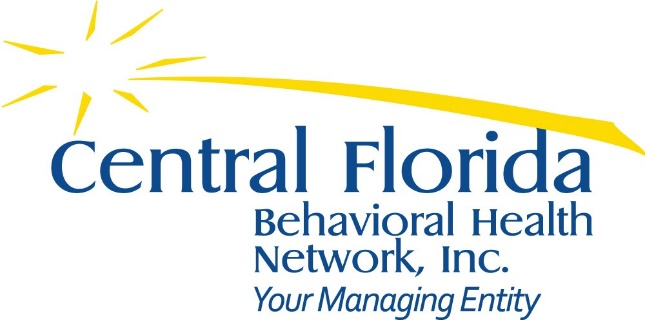 Central Florida
Behavioral Health
Network, Inc.
Your Managing Entity